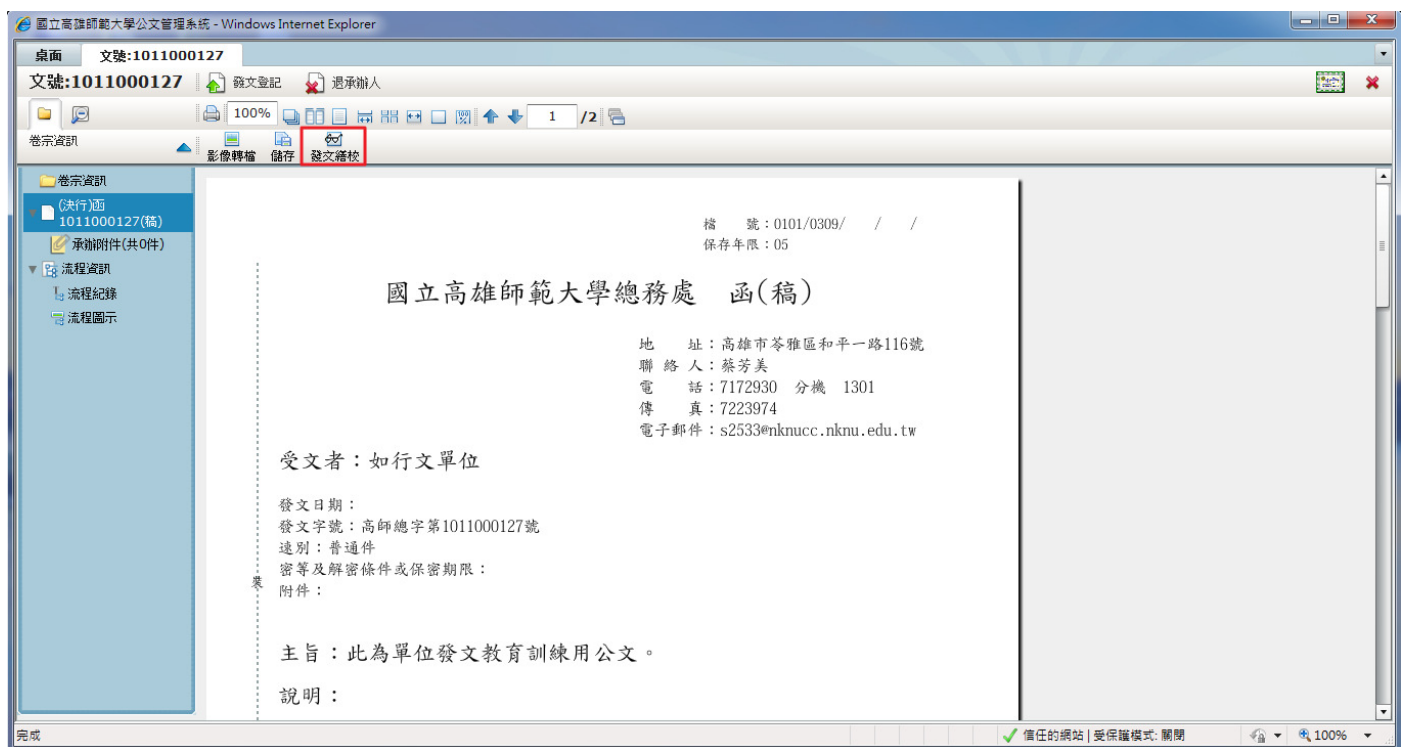 國立高雄師範大學公文管理系統 - Windows Internet Explorer
桌面 文號:1011000127
文號:1011000127 發文登記 退承辦人
100% 1 /2
卷宗資訊
影像轉檔 儲存 發文繕校
卷宗資訊
(決行)函
1011000127(稿)
承辦附件(共0件)
流程資訊
流程紀錄
流程圖示
檔 號：0101/0309/ / /
保存年限：05
國立高雄師範大學總務處 函(稿)
地 址：高雄市苓雅區和平一路116號
聯 絡 人：蔡芳美
電 話：7172930 分機 1301
傳 真：7223974
電子郵件：s2533@nknucc.nknu.edu.tw
受文者：如行文單位
發文日期：
發文字號：高師總字第1011000127號
速別：普通件
密等及解密條件或保密期限：
裝
附件：
主旨：此為單位發文教育訓練用公文。
說明：
完成 信任的網站 | 受保護模式: 關閉 100%